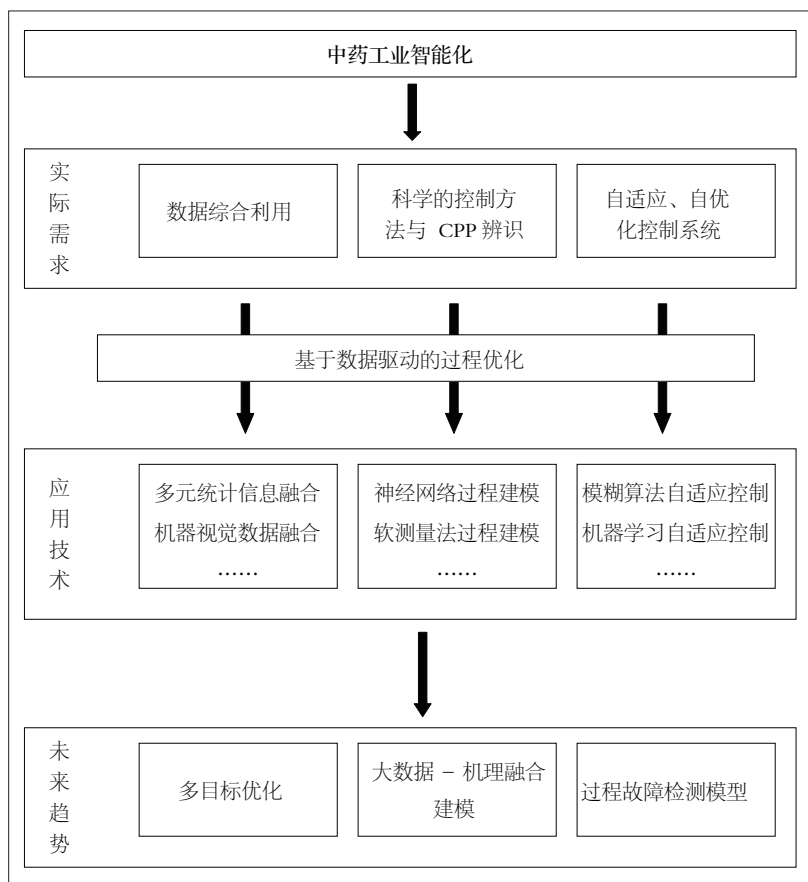 中药工业智能化
实际需求
数据综合利用
科学的控制方
法与 CPP 辨识
自适应、自优
化控制系统
基于数据驱动的过程优化
应用技术
多元统计信息融合
机器视觉数据融合
……
神经网络过程建模
软测量法过程建模
……
模糊算法自适应控制
机器学习自适应控制
……
未来趋势
多目标优化
大数据 – 机理融合
建模
过程故障检测模型